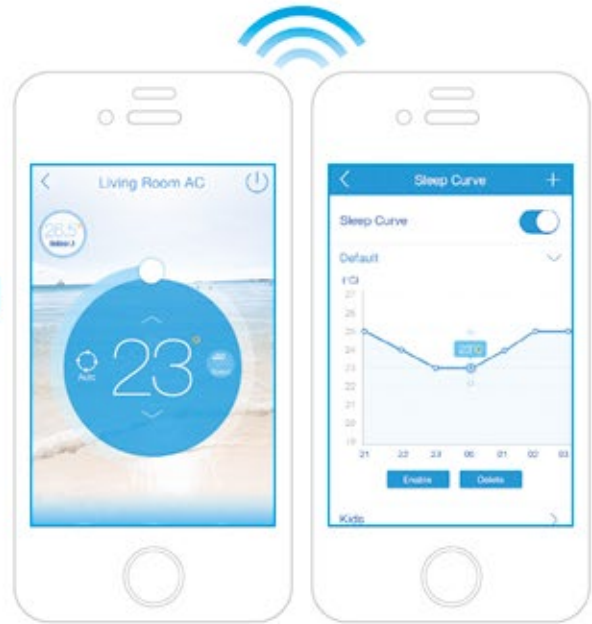 Living Room AC
26.5°
23°
Auto
Sleep Curve
Sleep Curve
Default
(°C)
27
26
25
24
23
22
21
20
19
23°C
21 22 23 00 01 02 03
Enable Delete
Kids